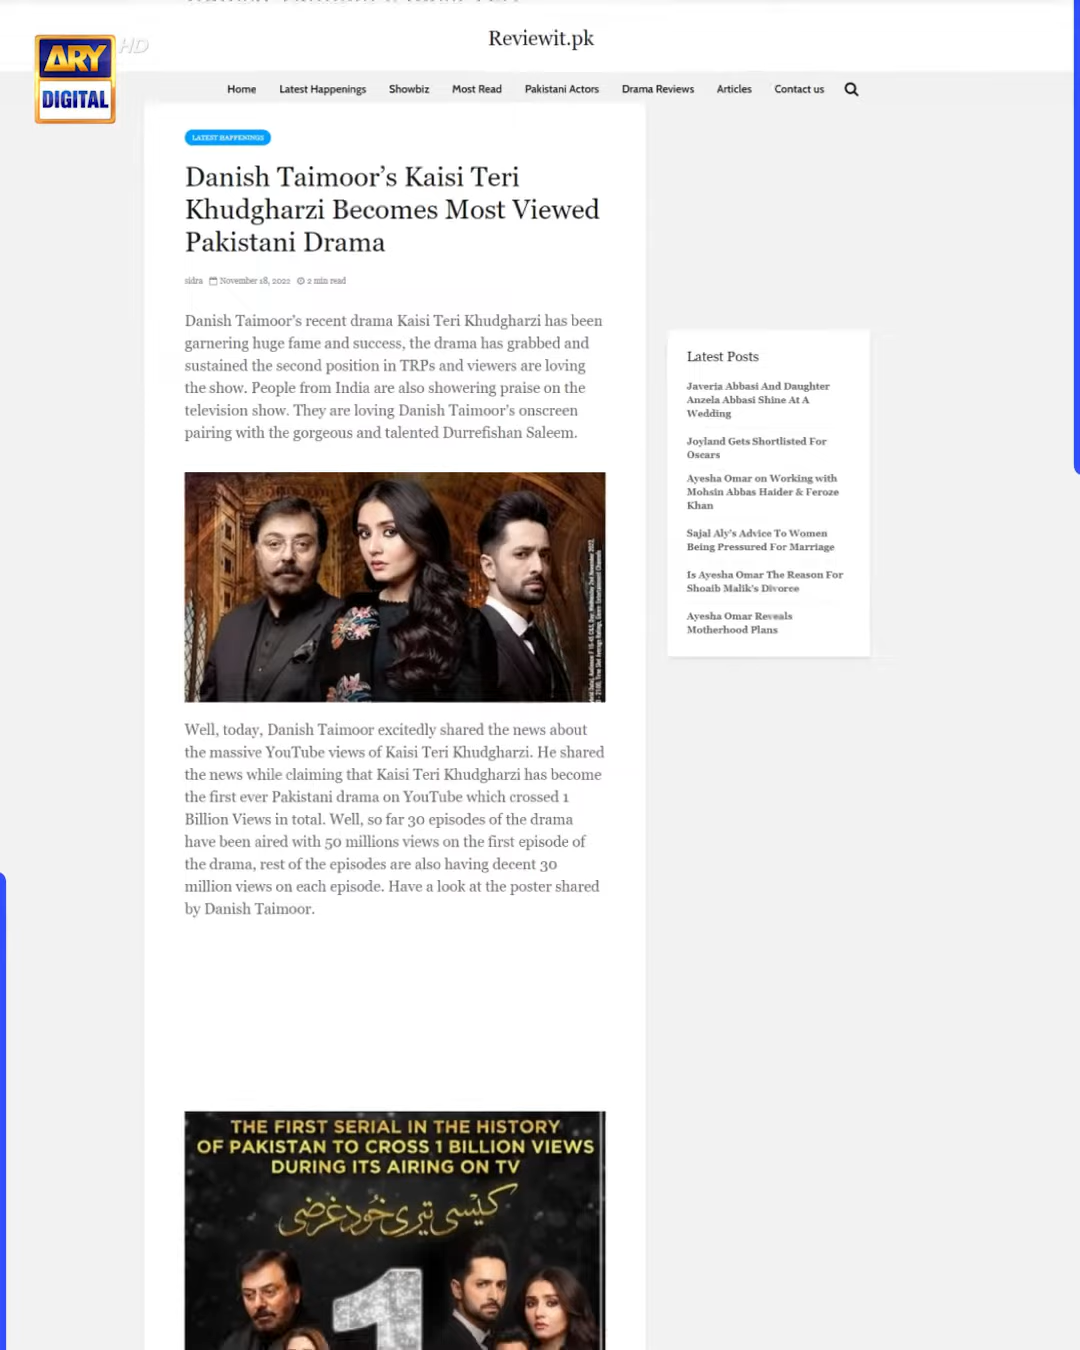 Reviewit.pk
ARY
DIGITAL
HD
Home Latest Happenings Showbiz Most Read Pakistani Actors Drama Reviews Articles Contact us
LATEST HAPPENINGS
Danish Taimoor’s Kaisi Teri
Khudgharzi Becomes Most Viewed
Pakistani Drama
sidra November 18, 2022 2 min read
Danish Taimoor’s recent drama Kaisi Teri Khudgharzi has been
garnering huge fame and success, the drama has grabbed and
sustained the second position in TRPs and viewers are loving
the show. People from India are also showering praise on the
television show. They are loving Danish Taimoor’s onscreen
pairing with the gorgeous and talented Durrefishan Saleem.
Well, today, Danish Taimoor excitedly shared the news about
the massive YouTube views of Kaisi Teri Khudgharzi. He shared
the news while claiming that Kaisi Teri Khudgharzi has become
the first ever Pakistani drama on YouTube which crossed 1
Billion Views in total. Well, so far 30 episodes of the drama
have been aired with 50 millions views on the first episode of
the drama, rest of the episodes are also having decent 30
million views on each episode. Have a look at the poster shared
by Danish Taimoor.
THE FIRST SERIAL IN THE HISTORY
OF PAKISTAN TO CROSS 1 BILLION VIEWS
DURING ITS AIRING ON TV
کیسی تیری خودغرضی
1
Latest Posts
Javeria Abbasi And Daughter
Anzela Abbasi Shine At A
Wedding
Joyland Gets Shortlisted For
Oscars
Ayesha Omar on Working with
Mohsin Abbas Haider & Feroze
Khan
Sajal Aly’s Advice To Women
Being Pressured For Marriage
Is Ayesha Omar The Reason For
Shoaib Malik’s Divorce
Ayesha Omar Reveals
Motherhood Plans